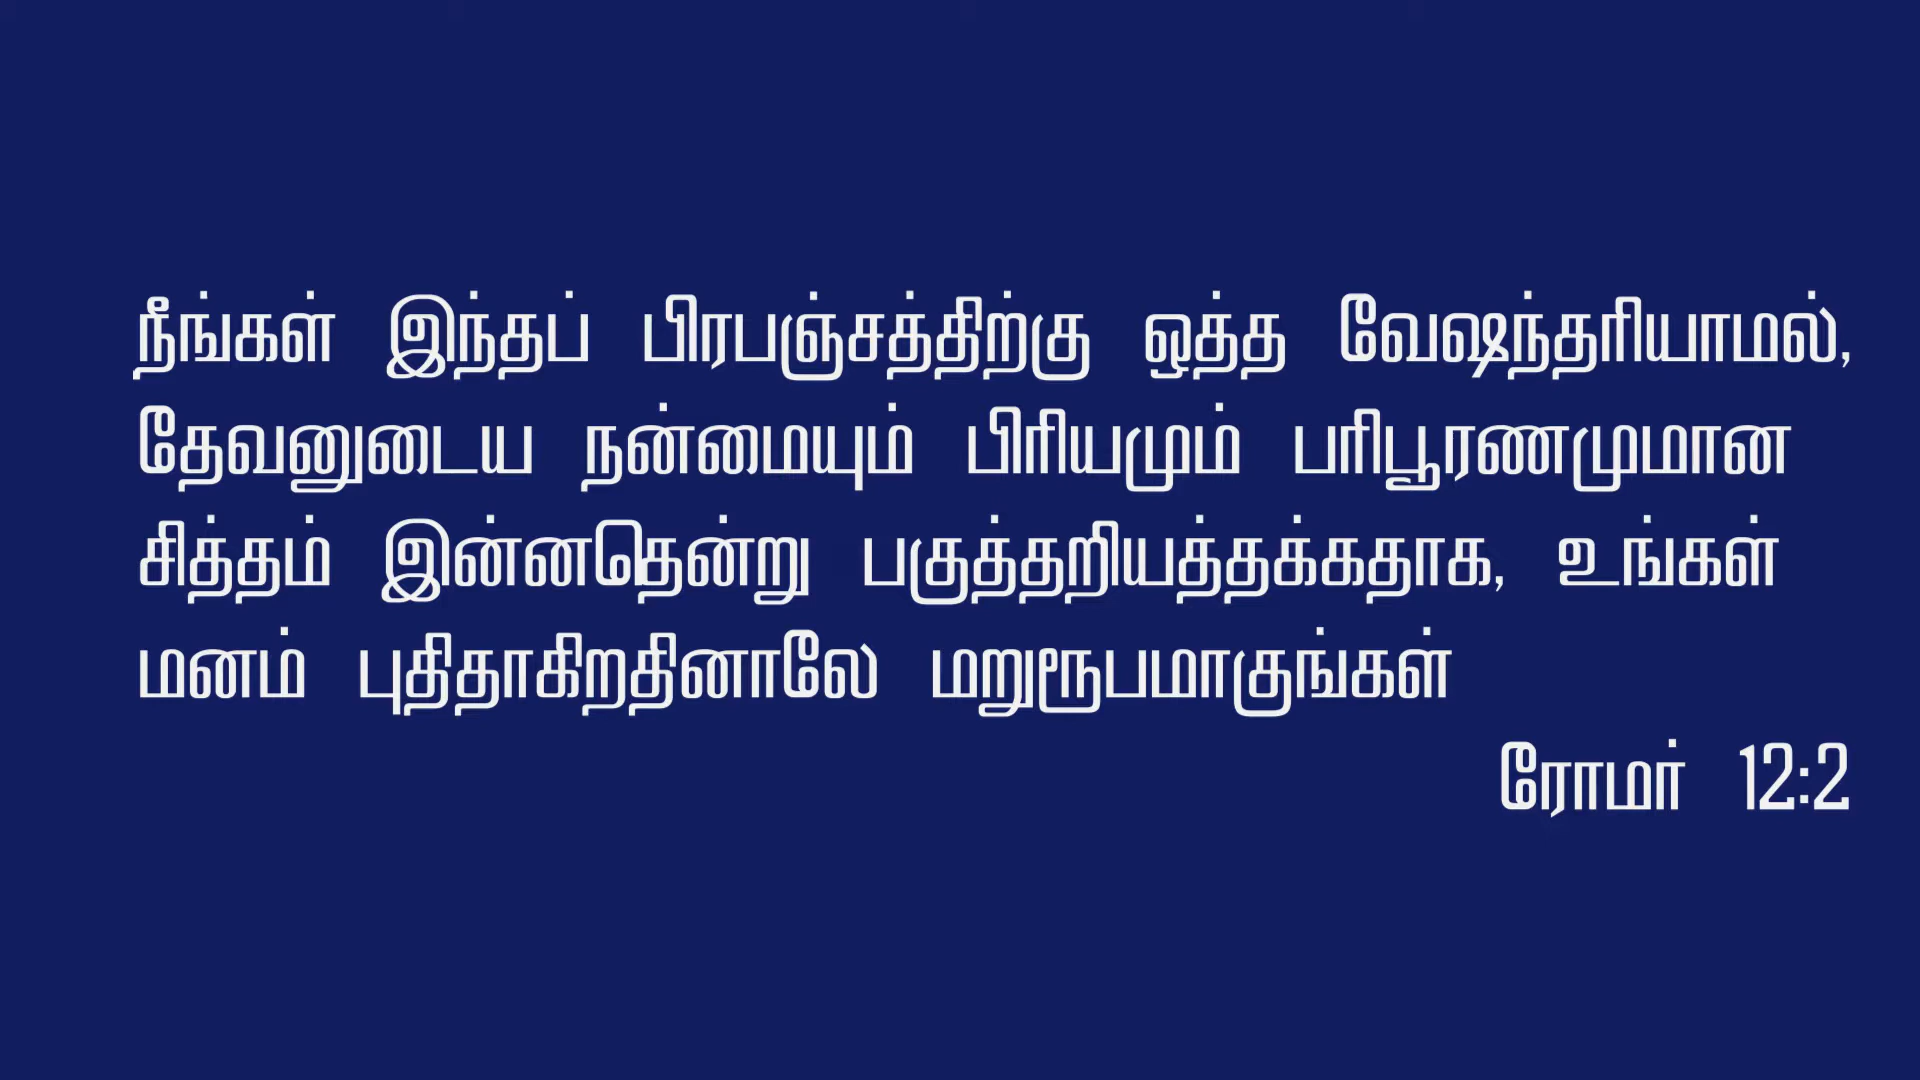 நீங்கள் இந்தப் பிரபஞ்சத்திற்கு ஒத்த வேஷந்தரியாமல்,
தேவனுடைய நன்மையும் பிரியமும் பரிபூரணமுமான
சித்தம் இன்னதென்று பகுத்தறியத்தக்கதாக, உங்கள்
மனம் புதிதாகிறதினாலே மறுரூபமாகுங்கள்
ரோமர் 12:2